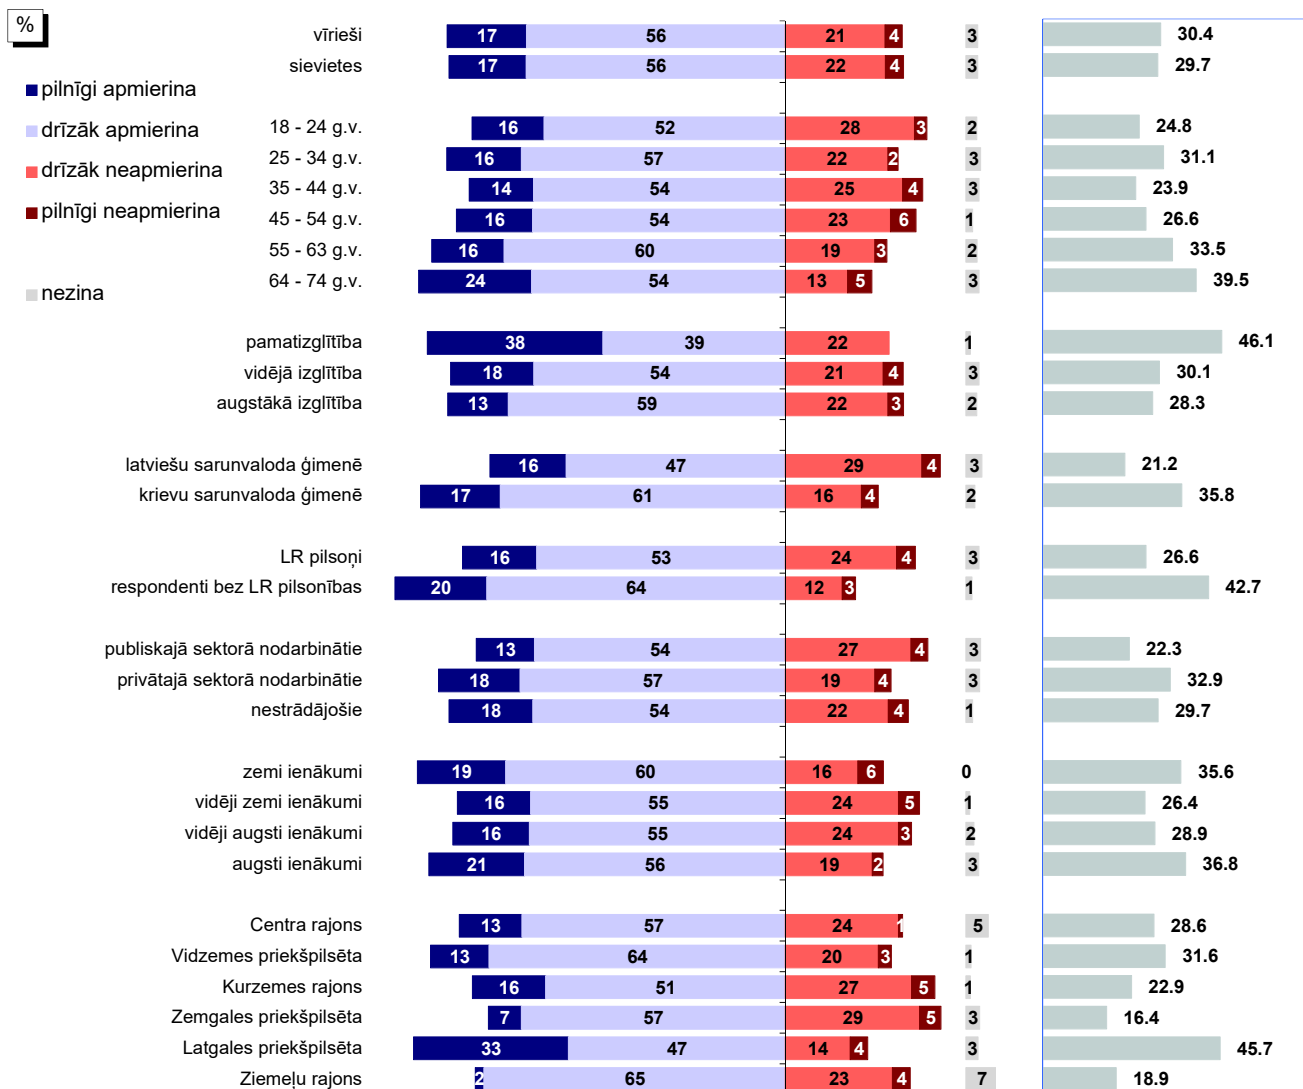 %
pilnīgi apmierina
drīzāk apmierina
drīzāk neapmierina
pilnīgi neapmierina
nezina
vīrieši 17 56 21 4 3 30.4
sievietes 17 56 22 4 3 29.7
18 - 24 g.v. 16 52 28 3 2 24.8
25 - 34 g.v. 16 57 22 2 3 31.1
35 - 44 g.v. 14 54 25 4 3 23.9
45 - 54 g.v. 16 54 23 6 1 26.6
55 - 63 g.v. 16 60 19 3 2 33.5
64 - 74 g.v. 24 54 13 5 3 39.5
pamatizglītība 38 39 22 1 46.1
vidējā izglītība 18 54 21 4 3 30.1
augstākā izglītība 13 59 22 3 2 28.3
latviešu sarunvaloda ģimenē 16 47 29 4 3 21.2
krievu sarunvaloda ģimenē 17 61 16 4 2 35.8
LR pilsoņi 16 53 24 4 3 26.6
respondenti bez LR pilsonības 20 64 12 3 1 42.7
publiskajā sektorā nodarbinātie 13 54 27 4 3 22.3
privātajā sektorā nodarbinātie 18 57 19 4 3 32.9
nestrādājošie 18 54 22 4 1 29.7
zemi ienākumi 19 60 16 6 0 35.6
vidēji zemi ienākumi 16 55 24 5 1 26.4
vidēji augsti ienākumi 16 55 24 3 2 28.9
augsti ienākumi 21 56 19 2 3 36.8
Centra rajons 13 57 24 1 5 28.6
Vidzemes priekšpilsēta 13 64 20 3 1 31.6
Kurzemes rajons 16 51 27 5 1 22.9
Zemgales priekšpilsēta 7 57 29 5 3 16.4
Latgales priekšpilsēta 33 47 14 4 3 45.7
Ziemeļu rajons 2 65 23 4 7 18.9